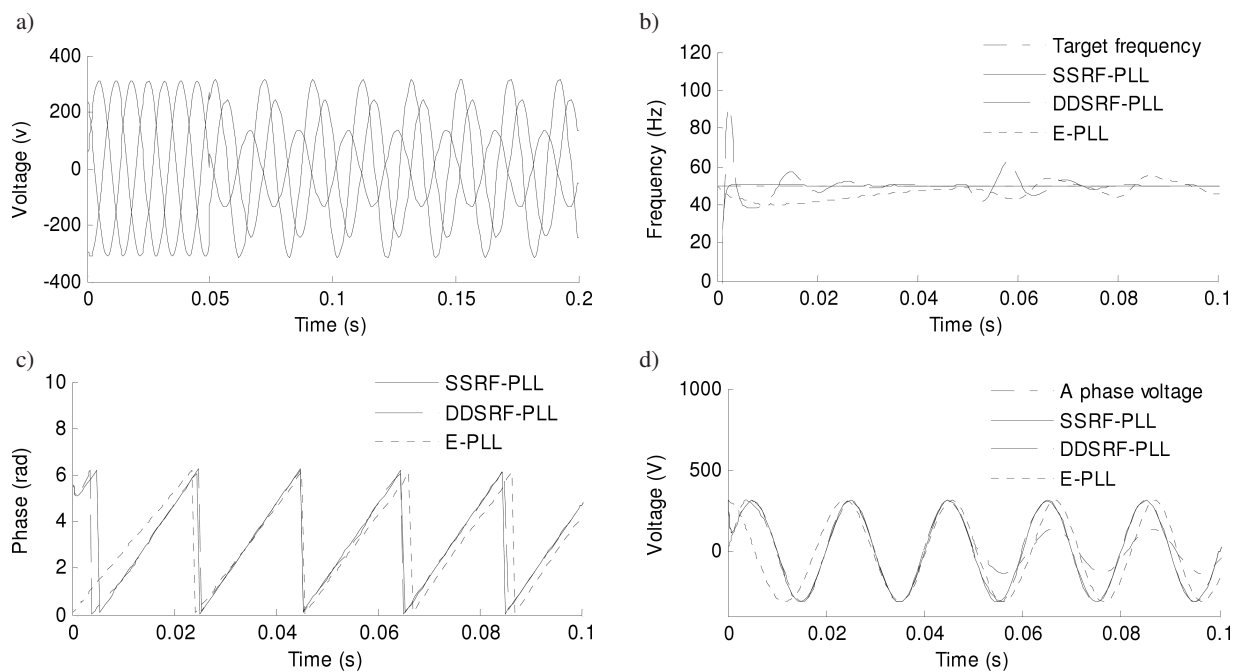 a)
400
200
0
-200
-400
Voltage (v)
0
0.05
0.1
0.15
0.2
Time (s)
b)
120
100
80
60
40
20
0
Frequency (Hz)
Target frequency
SSRF-PLL
DDSRF-PLL
E-PLL
0
0.02
0.04
0.06
0.08
0.1
Time (s)
c)
10
8
6
4
2
0
Phase (rad)
SSRF-PLL
DDSRF-PLL
E-PLL
0
0.02
0.04
0.06
0.08
0.1
Time (s)
d)
1000
500
0
Voltage (V)
A phase voltage
SSRF-PLL
DDSRF-PLL
E-PLL
0
0.02
0.04
0.06
0.08
0.1
Time (s)